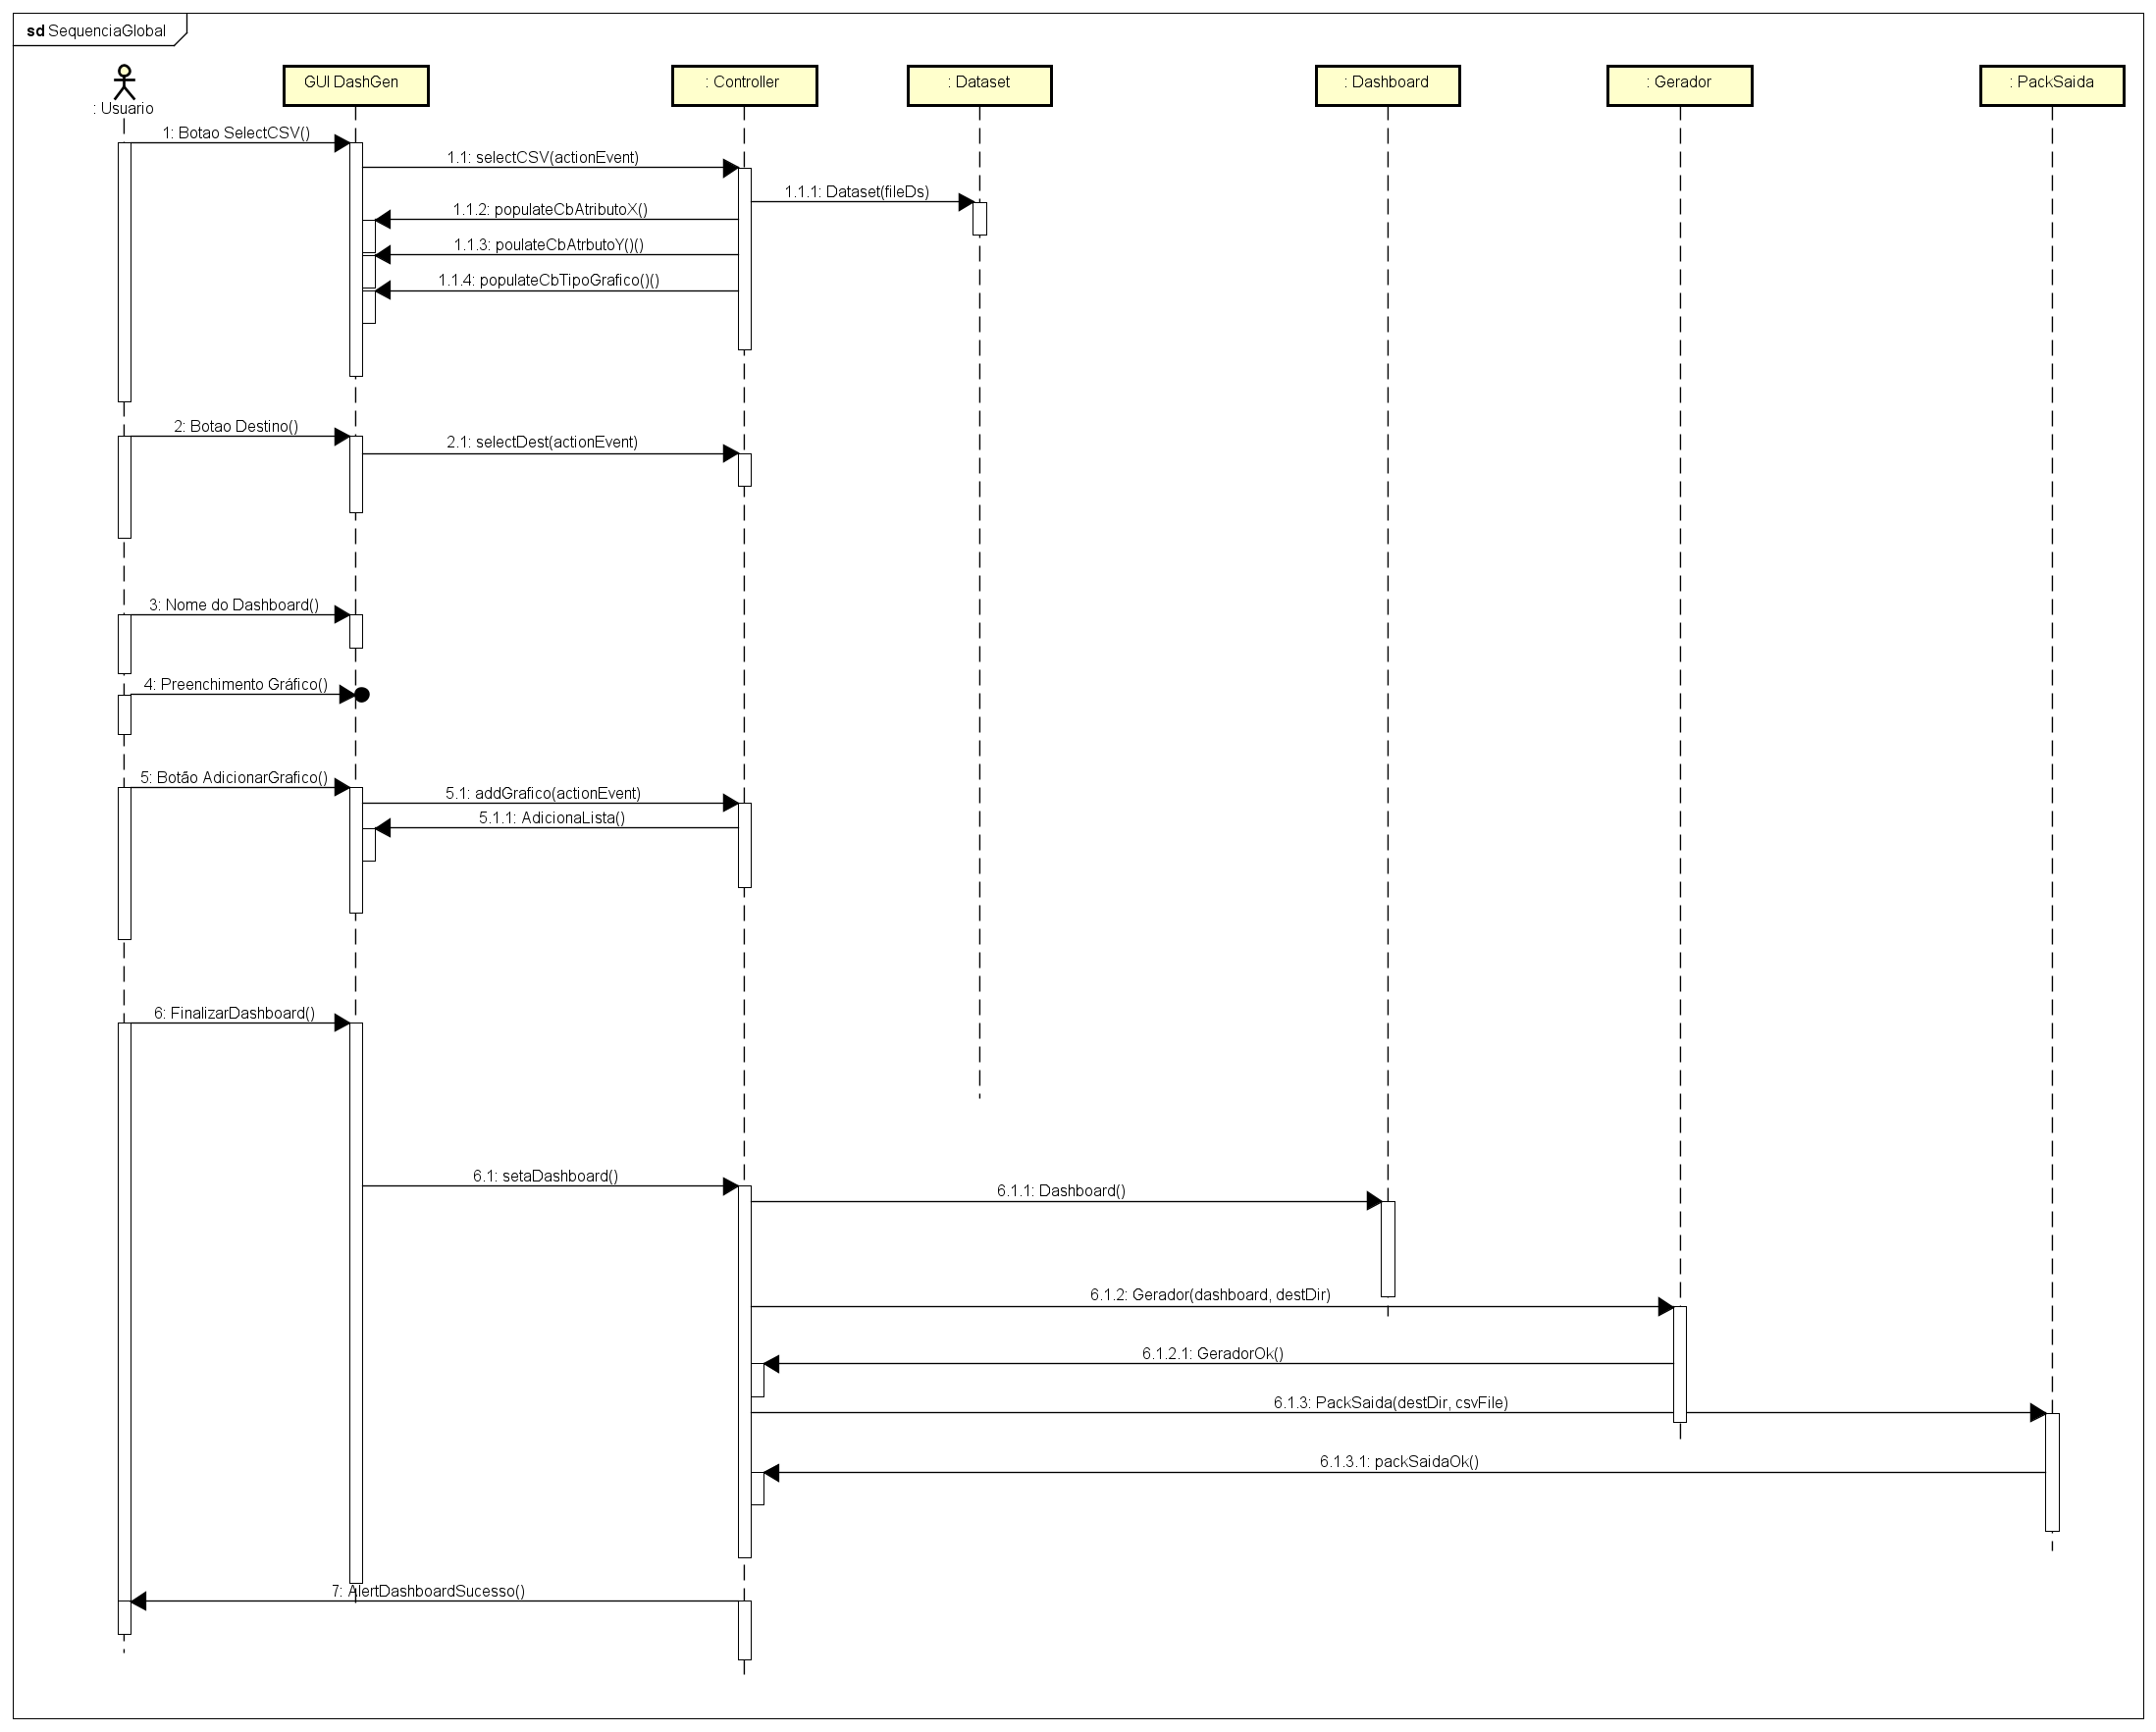 sd SequenciaGlobal
: Usuario
GUI DashGen
: Controller
: Dataset
: Dashboard
: Gerador
: PackSaida
1: Botao SelectCSV()
1.1: selectCSV(actionEvent)
1.1.1: Dataset(fileDs)
1.1.2: populateCbAtributoX()
1.1.3: poulateCbAtrbutoY()()
1.1.4: populateCbTipoGrafico()()
2: Botao Destino()
2.1: selectDest(actionEvent)
3: Nome do Dashboard()
4: Preenchimento Gráfico()
5: Botão AdicionarGrafico()
5.1: addGrafico(actionEvent)
5.1.1: AdicionaLista()
6: FinalizarDashboard()
6.1: setaDashboard()
6.1.1: Dashboard()
6.1.2: Gerador(dashboard, destDir)
6.1.2.1: GeradorOk()
6.1.3: PackSaida(destDir, csvFile)
6.1.3.1: packSaidaOk()
7: AlertDashboardSucesso()